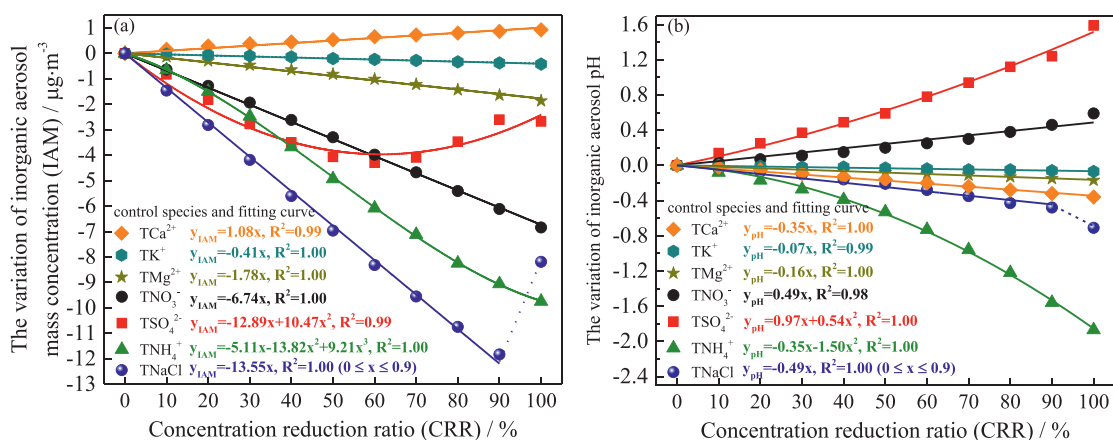 (a)
The variation of inorganic aerosol
mass concentration (IAM) / μg·m⁻³
1
0
-1
-2
-3
-4
-5
-6
-7
-8
-9
-10
-11
-12
-13
control species and fitting curve
TCa²⁺ y_IAM=1.08x, R²=0.99
TK⁺ y_IAM=-0.41x, R²=1.00
TMg²⁺ y_IAM=-1.78x, R²=1.00
TNO₃⁻ y_IAM=-6.74x, R²=1.00
TSO₄²⁻ y_IAM=-12.89x+10.47x², R²=0.99
TNH₄⁺ y_IAM=-5.11x-13.82x²+9.21x³, R²=1.00
TNaCl y_IAM=-13.55x, R²=1.00 (0 ≤ x ≤ 0.9)
0 10 20 30 40 50 60 70 80 90 100
Concentration reduction ratio (CRR) / %
(b)
The variation of inorganic aerosol pH
1.6
1.2
0.8
0.4
0.0
-0.4
-0.8
-1.2
-1.6
-2.0
-2.4
control species and fitting curve
TCa²⁺ y_pH=-0.35x, R²=1.00
TK⁺ y_pH=-0.07x, R²=0.99
TMg²⁺ y_pH=-0.16x, R²=1.00
TNO₃⁻ y_pH=0.49x, R²=0.98
TSO₄²⁻ y_pH=0.97x+0.54x², R²=1.00
TNH₄⁺ y_pH=-0.35x-1.50x², R²=1.00
TNaCl y_pH=-0.49x, R²=1.00 (0 ≤ x ≤ 0.9)
0 10 20 30 40 50 60 70 80 90 100
Concentration reduction ratio (CRR) / %